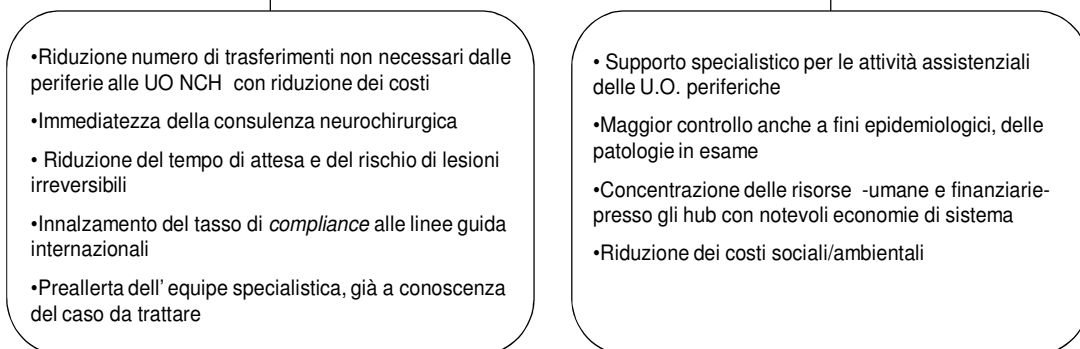 •Riduzione numero di trasferimenti non necessari dalle
periferie alle UO NCH con riduzione dei costi
•Immediatezza della consulenza neurochirurgica
• Riduzione del tempo di attesa e del rischio di lesioni
irreversibili
•Innalzamento del tasso di compliance alle linee guida
internazionali
•Preallerta dell' equipe specialistica, già a conoscenza
del caso da trattare
• Supporto specialistico per le attività assistenziali
delle U.O. periferiche
•Maggior controllo anche a fini epidemiologici, delle
patologie in esame
•Concentrazione delle risorse -umane e finanziarie-
presso gli hub con notevoli economie di sistema
•Riduzione dei costi sociali/ambientali